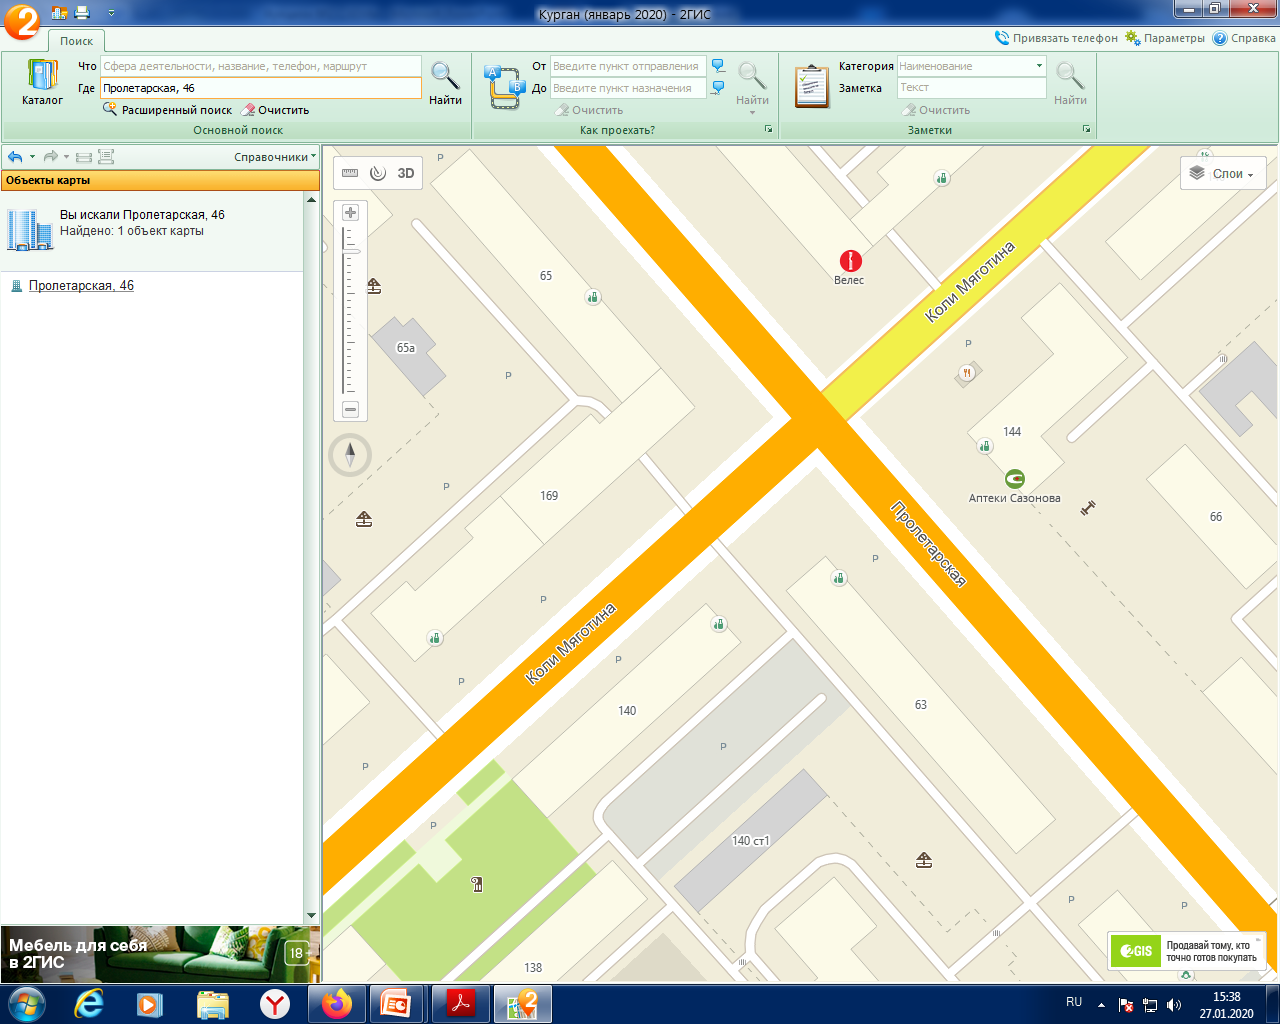 Курган (январь 2020) - 2ГИС
Поиск
Привязать телефон
Параметры
Справка
Каталог
Что
Сфера деятельности, название, телефон, маршрут
Где
Пролетарская, 46
Расширенный поиск
Очистить
Найти
Основной поиск
От
Введите пункт отправления
До
Введите пункт назначения
Очистить
Найти
Как проехать?
Категория
Наименование
Заметка
Текст
Очистить
Найти
Заметки
Справочники
Объекты карты
Вы искали Пролетарская, 46
Найдено: 1 объект карты
Пролетарская, 46
Мебель для себя
в 2ГИС
18
3D
Слои
P
65
Велес
Коли Мяготина
65а
P
P
144
Аптеки Сазонова
66
P
169
Пролетарская
P
P
Коли Мяготина
P
P
140
63
P
P
P
140 ст1
P
P
138
2GIS
Продавай тому, кто
точно готов покупать
RU
15:38
27.01.2020